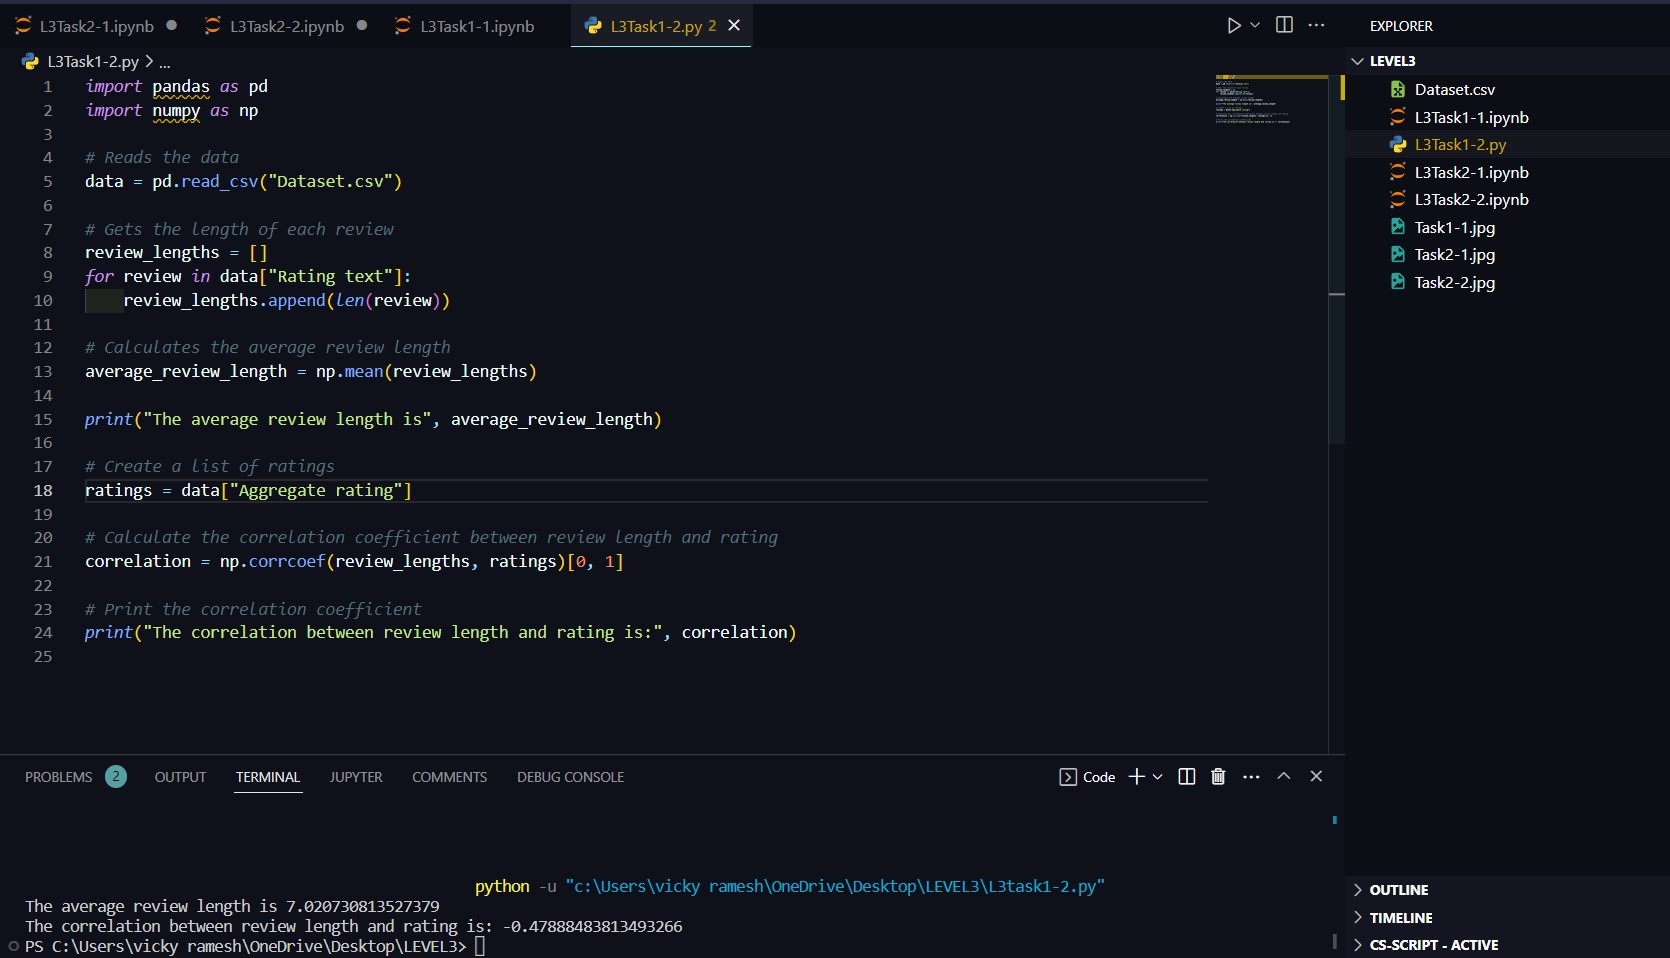 L3Task2-1.ipynb L3Task2-2.ipynb L3Task1-1.ipynb L3Task1-2.py 2
L3Task1-2.py > ...
1 import pandas as pd
2 import numpy as np
3
4 # Reads the data
5 data = pd.read_csv("Dataset.csv")
6
7 # Gets the length of each review
8 review_lengths = []
9 for review in data["Rating text"]:
10     review_lengths.append(len(review))
11
12 # Calculates the average review length
13 average_review_length = np.mean(review_lengths)
14
15 print("The average review length is", average_review_length)
16
17 # Create a list of ratings
18 ratings = data["Aggregate rating"]
19
20 # Calculate the correlation coefficient between review length and rating
21 correlation = np.corrcoef(review_lengths, ratings)[0, 1]
22
23 # Print the correlation coefficient
24 print("The correlation between review length and rating is:", correlation)
25
EXPLORER
LEVEL3
Dataset.csv
L3Task1-1.ipynb
L3Task1-2.py
L3Task2-1.ipynb
L3Task2-2.ipynb
Task1-1.jpg
Task2-1.jpg
Task2-2.jpg
PROBLEMS 2 OUTPUT TERMINAL JUPYTER COMMENTS DEBUG CONSOLE Code
python -u "c:\Users\vicky ramesh\OneDrive\Desktop\LEVEL3\L3task1-2.py"
The average review length is 7.020730813527379
The correlation between review length and rating is: -0.47888483813493266
PS C:\Users\vicky ramesh\OneDrive\Desktop\LEVEL3>
OUTLINE
TIMELINE
CS-SCRIPT - ACTIVE